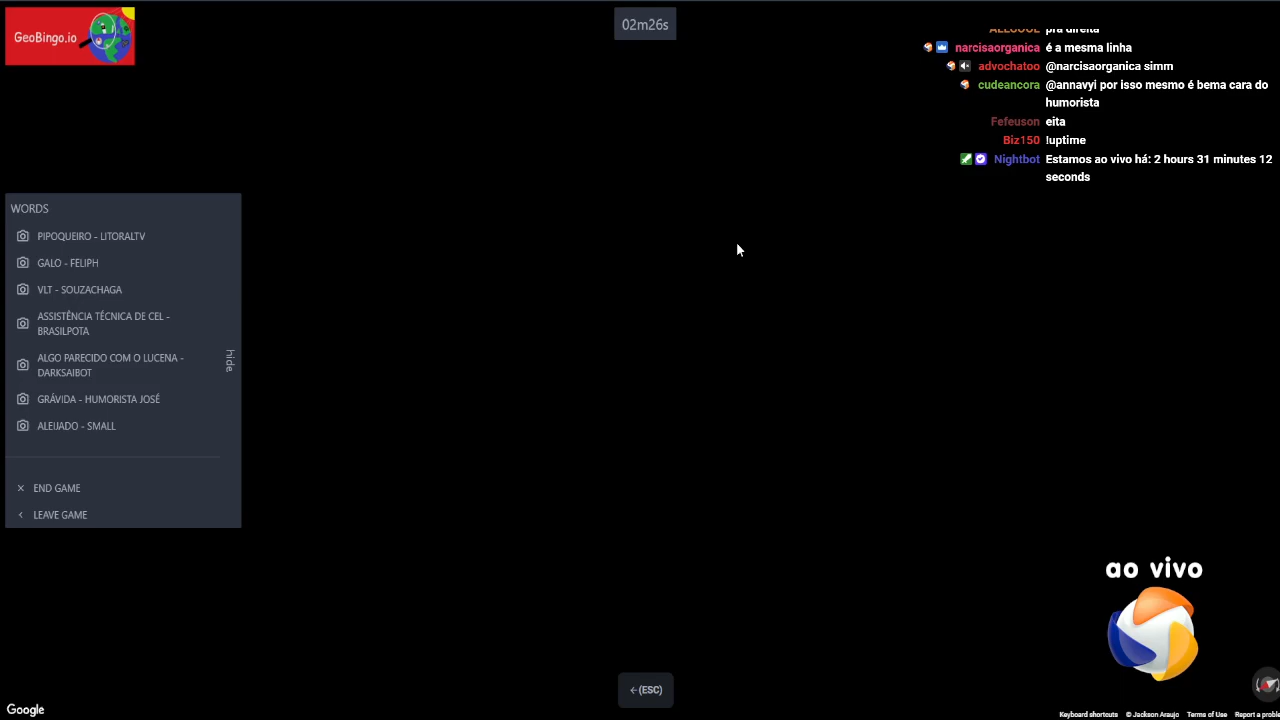 GeoBingo.io
02m26s
pra direita
narcisaorganica é a mesma linha
advochatoo @narcisaorganica simm
cudeancora @annavyi por isso mesmo é bema cara do
humorista
Fefeuson eita
Biz150 !uptime
Nightbot Estamos ao vivo há: 2 hours 31 minutes 12
seconds
WORDS
PIPOQUEIRO - LITORALTV
GALO - FELIPH
VLT - SOUZACHAGA
ASSISTÊNCIA TÉCNICA DE CEL -
BRASILPOTA
ALGO PARECIDO COM O LUCENA -
DARKSAIBOT
hide
GRÁVIDA - HUMORISTA JOSÉ
ALEIJADO - SMALL
× END GAME
‹ LEAVE GAME
ao vivo
←(ESC)
Google
Keyboard shortcuts © Jackson Araujo Terms of Use Report a proble